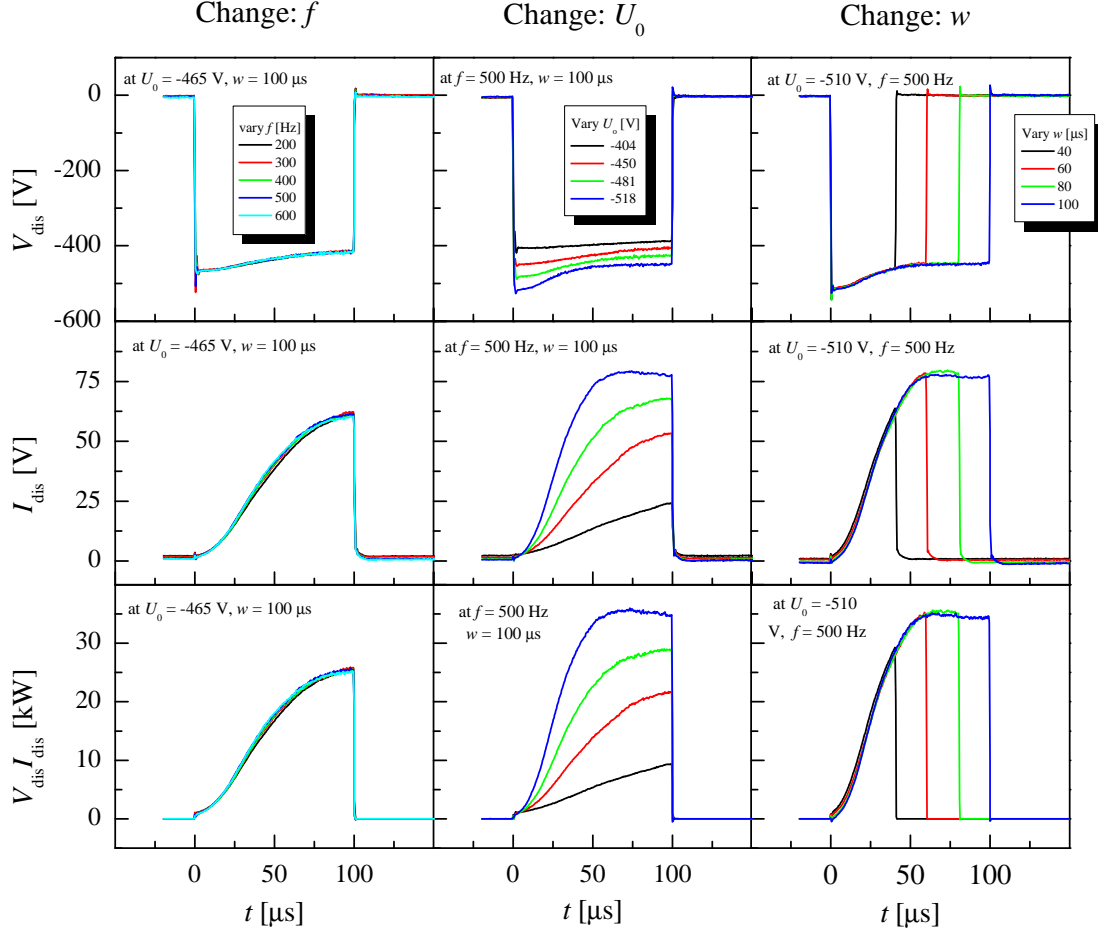 Change: f
Change: U0
Change: w
at U0 = -465 V, w = 100 µs
at f = 500 Hz, w = 100 µs
at U0 = -510 V, f = 500 Hz
Vdis [V]
0
-200
-400
-600
vary f [Hz]
200
300
400
500
600
Vary Uo [V]
-404
-450
-481
-518
Vary w [µs]
40
60
80
100
at U0 = -465 V, w = 100 µs
at f = 500 Hz, w = 100 µs
at U0 = -510 V, f = 500 Hz
Idis [V]
75
50
25
0
at U0 = -465 V, w = 100 µs
at f = 500 Hz
w = 100 µs
at U0 = -510
V, f = 500 Hz
VdisIdis [kW]
30
20
10
0
0 50 100
0 50 100
0 50 100
t [µs]
t [µs]
t [µs]